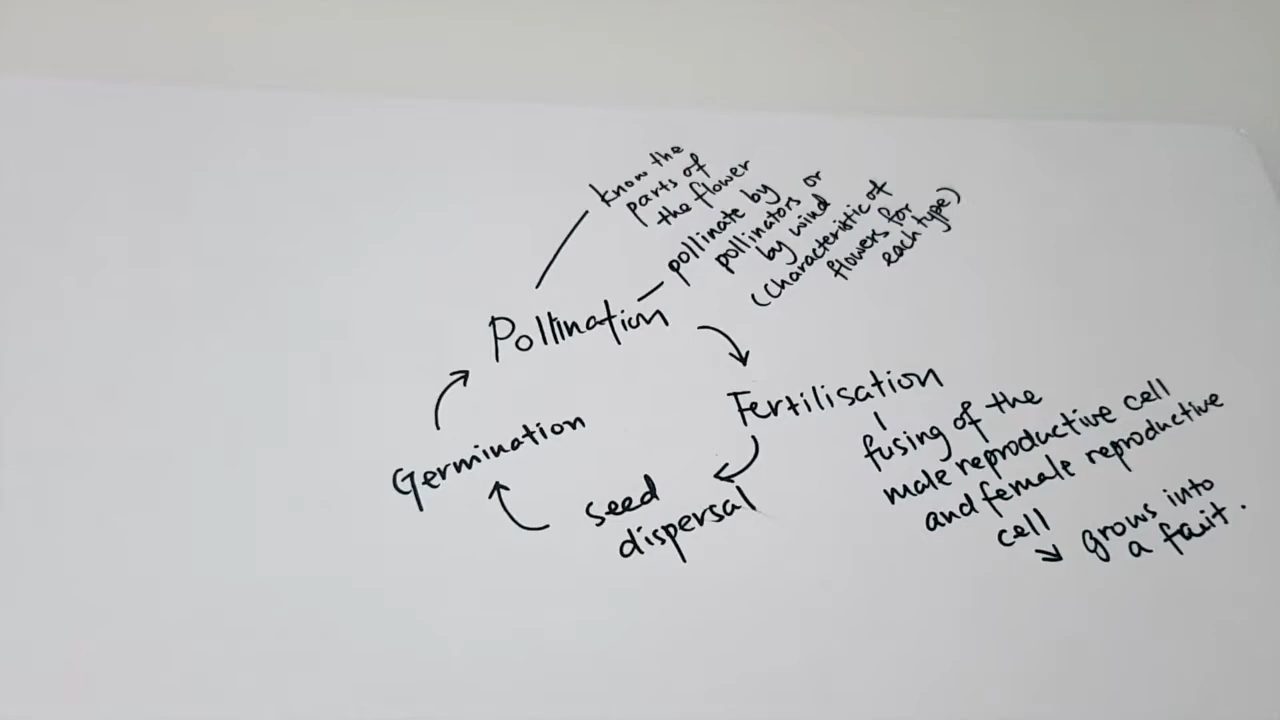 know the
parts of
the flower
pollinate by
pollinators or
by wind
(characteristic of
flowers for
each type)
Pollination
Fertilisation
fusing of the
male reproductive cell
and female reproductive
cell
grows into
a fruit.
seed
dispersal
Germination